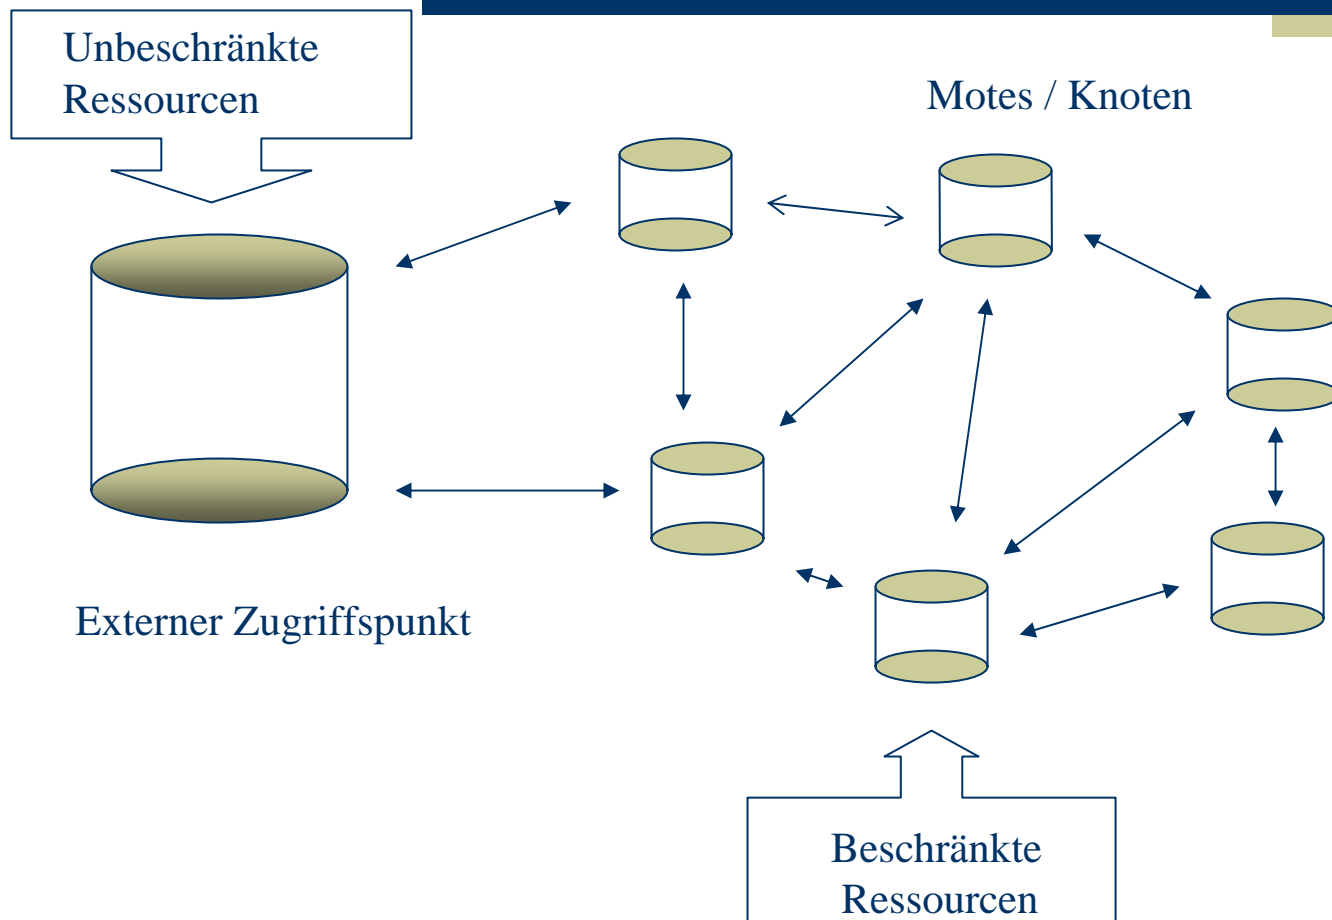 Unbeschränkte
Ressourcen
Motes / Knoten
Externer Zugriffspunkt
Beschränkte
Ressourcen